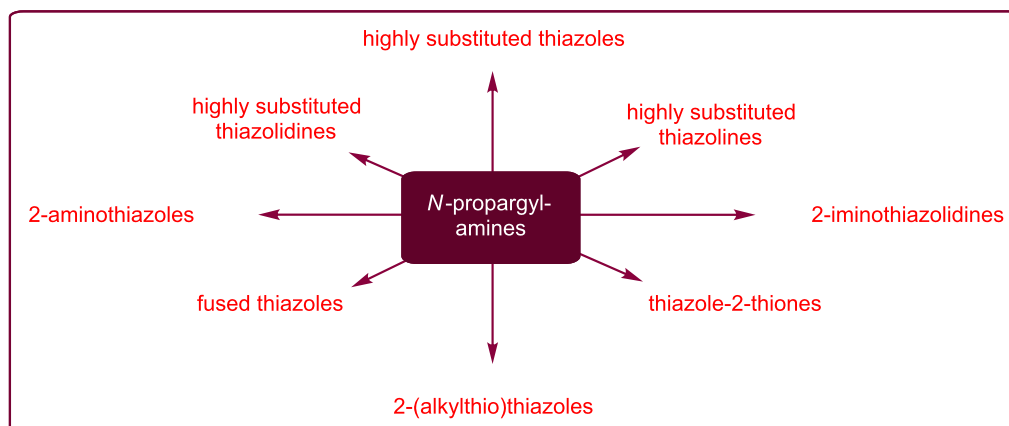 highly substituted thiazoles
highly substituted
thiazolidines
highly substituted
thiazolines
N-propargyl-
amines
2-aminothiazoles
2-iminothiazolidines
fused thiazoles
thiazole-2-thiones
2-(alkylthio)thiazoles